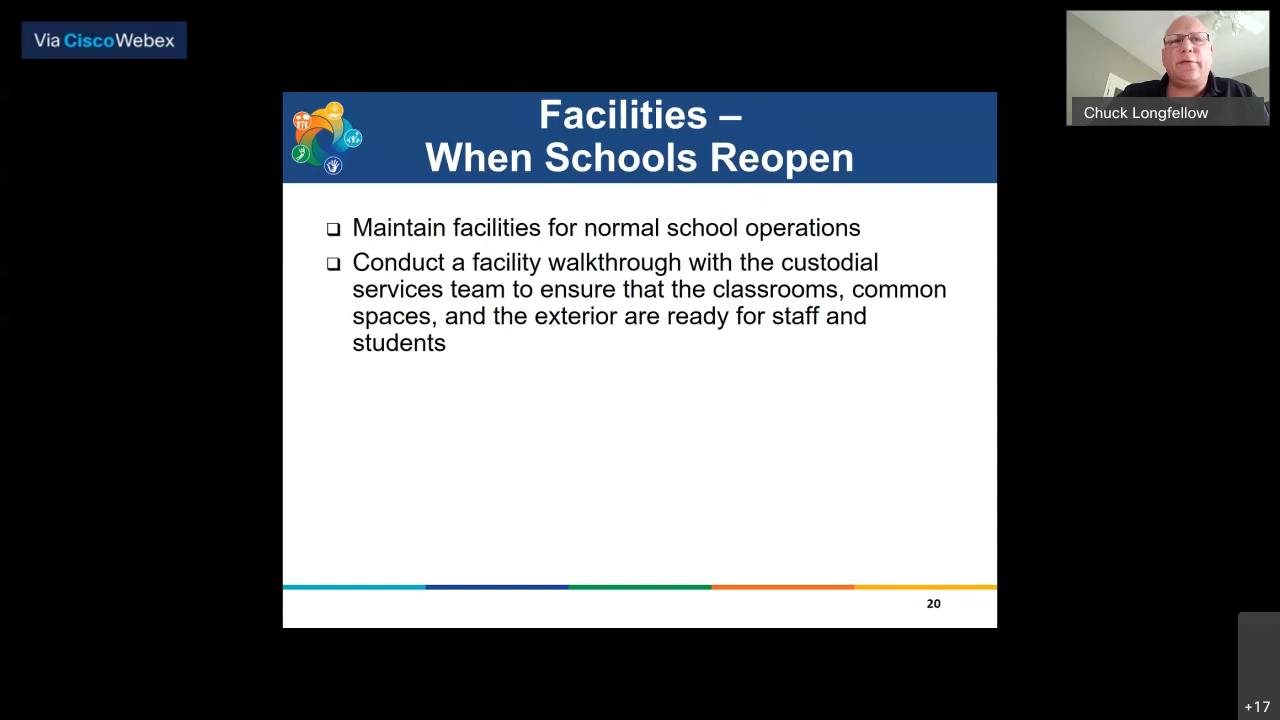 Via CiscoWebex
Chuck Longfellow
Facilities –
When Schools Reopen
❑ Maintain facilities for normal school operations
❑ Conduct a facility walkthrough with the custodial
services team to ensure that the classrooms, common
spaces, and the exterior are ready for staff and
students
20
+17